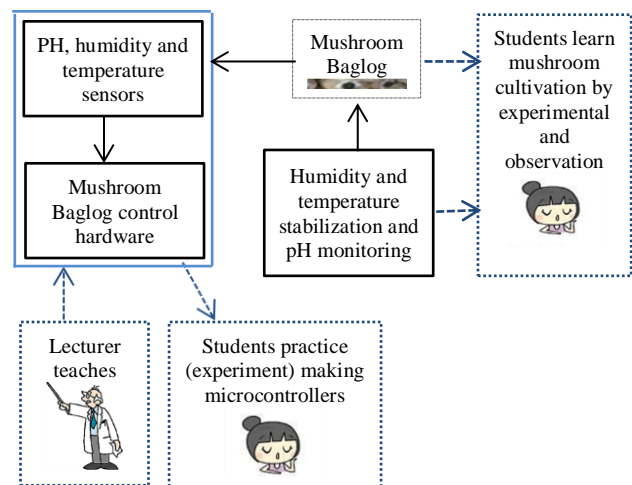 PH, humidity and
temperature
sensors
Mushroom
Baglog
Students learn
mushroom
cultivation by
experimental
and
observation
Mushroom
Baglog control
hardware
Humidity and
temperature
stabilization and
pH monitoring
Lecturer
teaches
Students practice
(experiment) making
microcontrollers